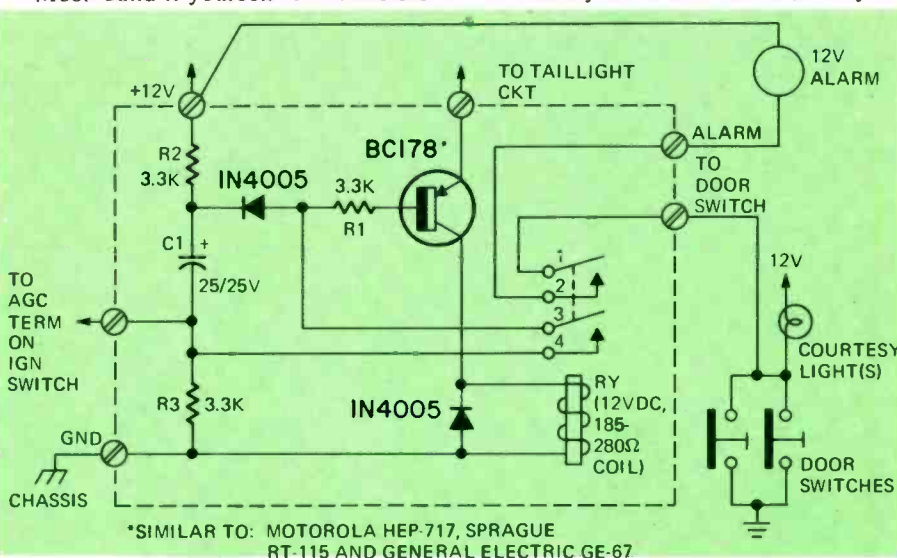 +12V
TO TAILLIGHT
CKT
12V
ALARM
R2
3.3K
IN4005
BC178*
ALARM
TO
DOOR
SWITCH
3.3K
R1
C1
+
25/25V
1
2
3
4
12V
TO
AGC
TERM
ON
IGN
SWITCH
COURTESY
LIGHT(S)
R3
3.3K
IN4005
RY
(12VDC,
185-
280Ω
COIL)
GND
CHASSIS
DOOR
SWITCHES
*SIMILAR TO: MOTOROLA HEP-717, SPRAGUE
RT-115 AND GENERAL ELECTRIC GE-67